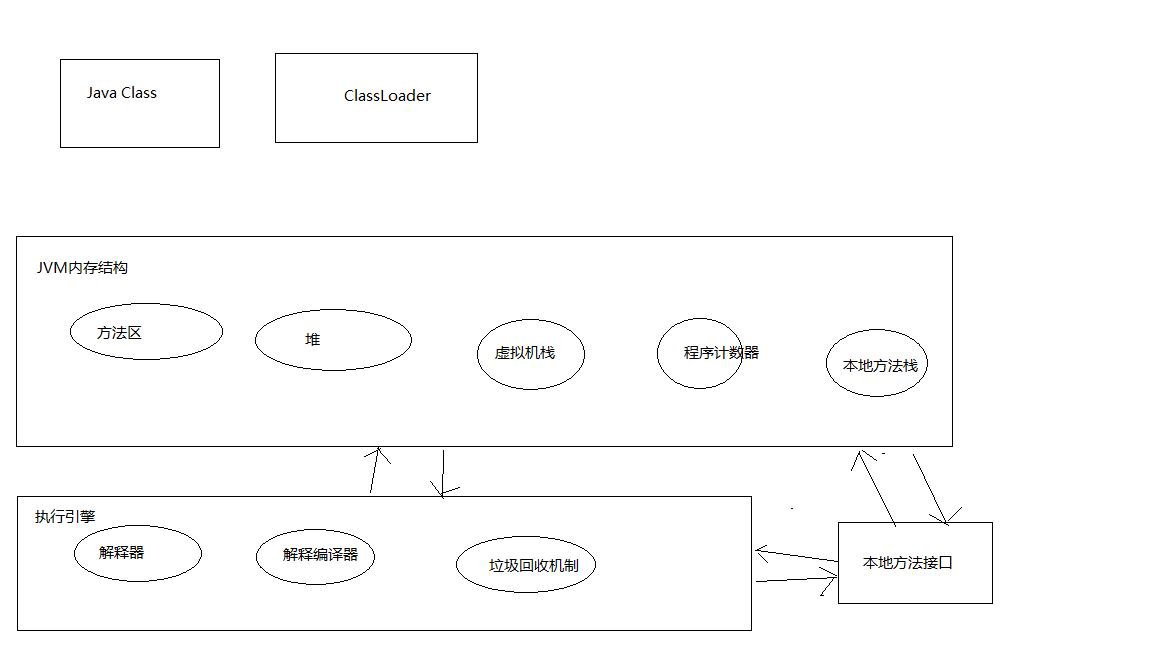 Java Class
ClassLoader
JVM内存结构
方法区
堆
虚拟机栈
程序计数器
本地方法栈
执行引擎
解释器
解释编译器
垃圾回收机制
本地方法接口